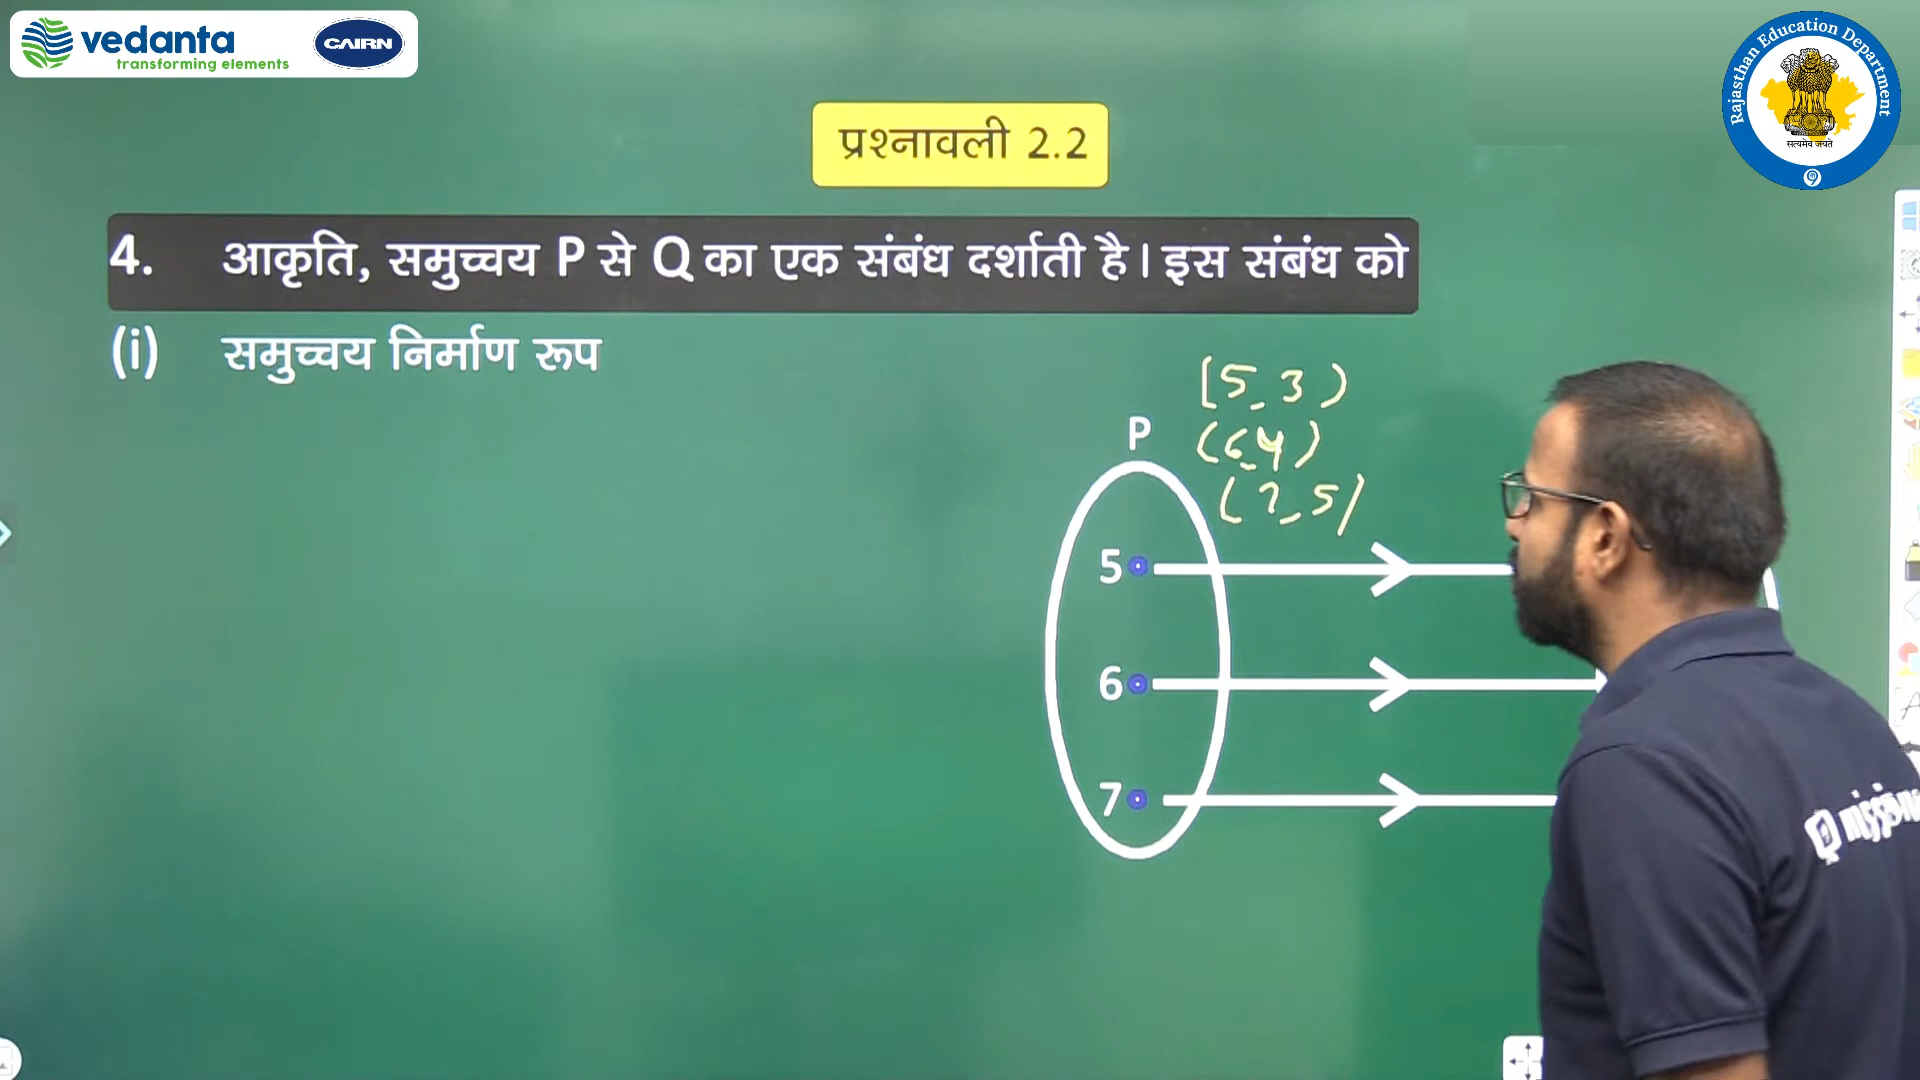 vedanta
transforming elements
CAIRN
Rajasthan Education Department
सत्यमेव जयते
प्रश्नावली 2.2
4. आकृति, समुच्चय P से Q का एक संबंध दर्शाती है। इस संबंध को
(i) समुच्चय निर्माण रूप
[5, 3)
(6,4)
(7, 5)
P
5
6
7